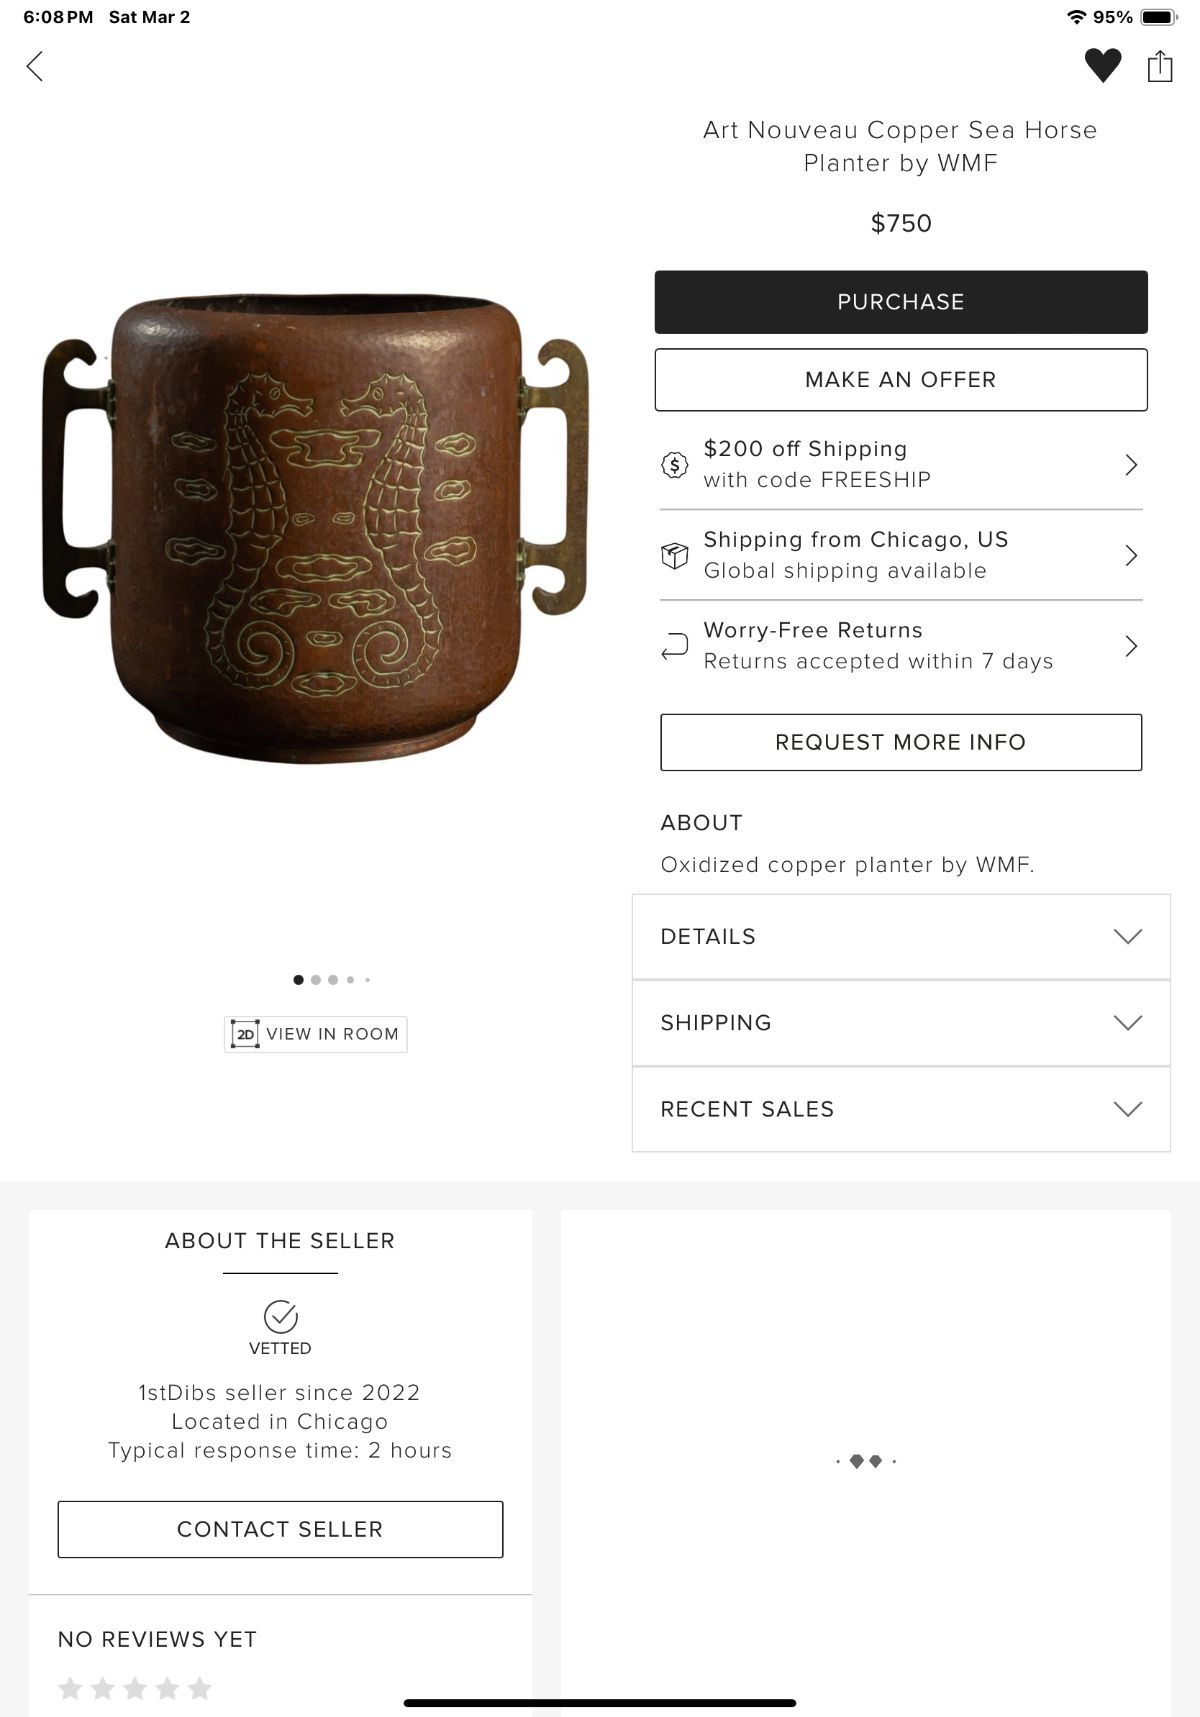 6:08 PM Sat Mar 2
95%
Art Nouveau Copper Sea Horse
Planter by WMF
$750
PURCHASE
MAKE AN OFFER
$200 off Shipping
with code FREESHIP
Shipping from Chicago, US
Global shipping available
Worry-Free Returns
Returns accepted within 7 days
REQUEST MORE INFO
ABOUT
Oxidized copper planter by WMF.
DETAILS
SHIPPING
RECENT SALES
2D VIEW IN ROOM
ABOUT THE SELLER
VETTED
1stDibs seller since 2022
Located in Chicago
Typical response time: 2 hours
CONTACT SELLER
NO REVIEWS YET